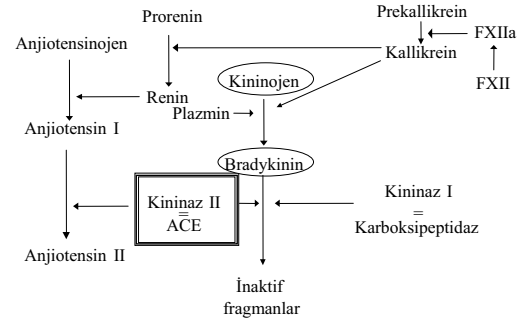 Prekallikrein
Prorenin
FXIIa
Anjiotensinojen
Kallikrein
Kininojen
FXII
Renin
Plazmin
Anjiotensin I
Bradykinin
Kininaz II
=
ACE
Kininaz I
=
Karboksipeptidaz
Anjiotensin II
İnaktif
fragmanlar